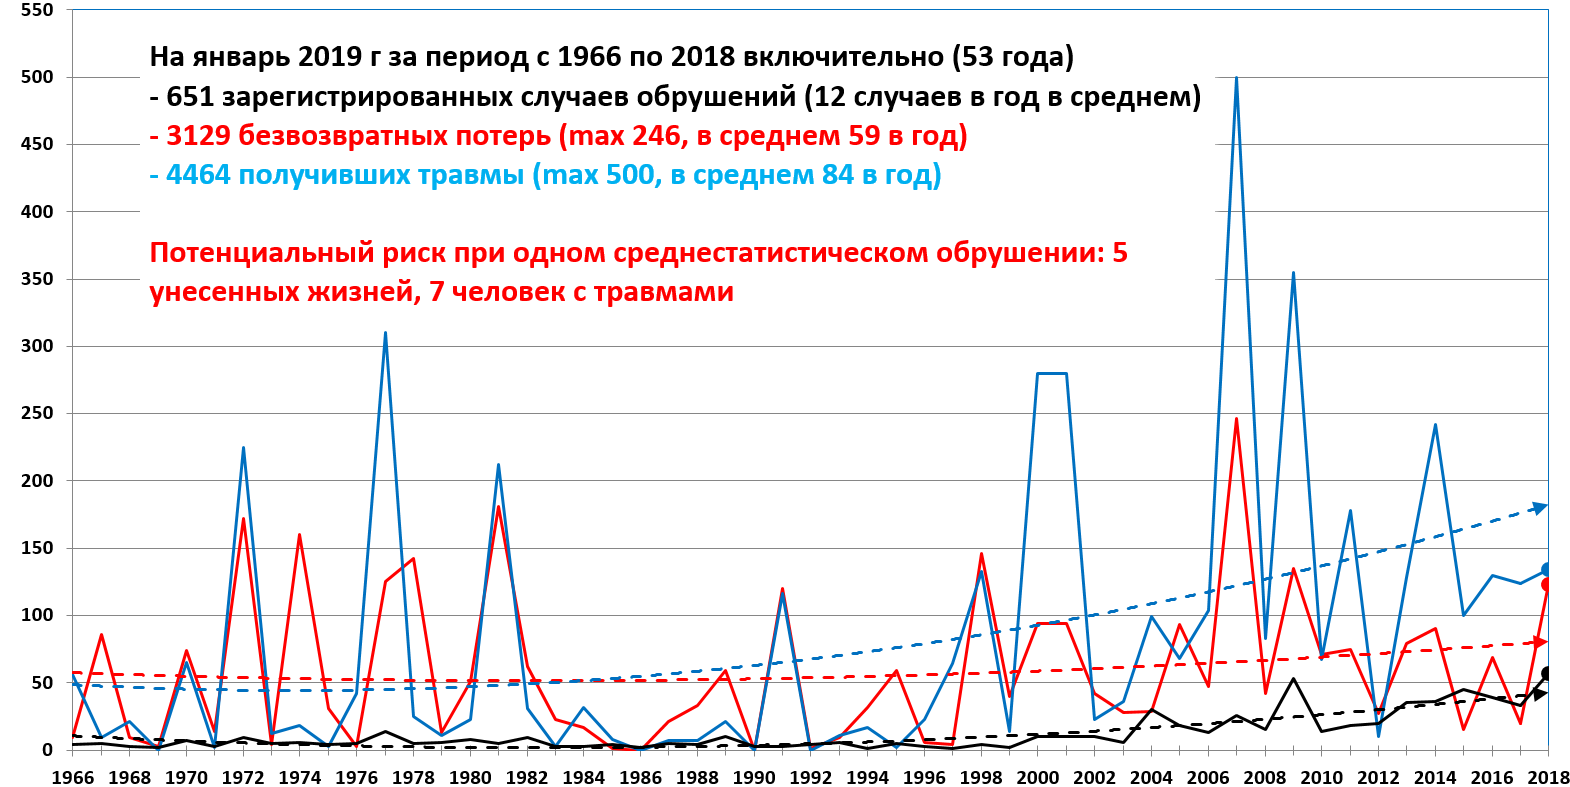 550
500
450
400
350
300
250
200
150
100
50
0
На январь 2019 г за период с 1966 по 2018 включительно (53 года)
- 651 зарегистрированных случаев обрушений (12 случаев в год в среднем)
- 3129 безвозвратных потерь (max 246, в среднем 59 в год)
- 4464 получивших травмы (max 500, в среднем 84 в год)
Потенциальный риск при одном среднестатистическом обрушении: 5
унесенных жизней, 7 человек с травмами
1966 1968 1970 1972 1974 1976 1978 1980 1982 1984 1986 1988 1990 1992 1994 1996 1998 2000 2002 2004 2006 2008 2010 2012 2014 2016 2018